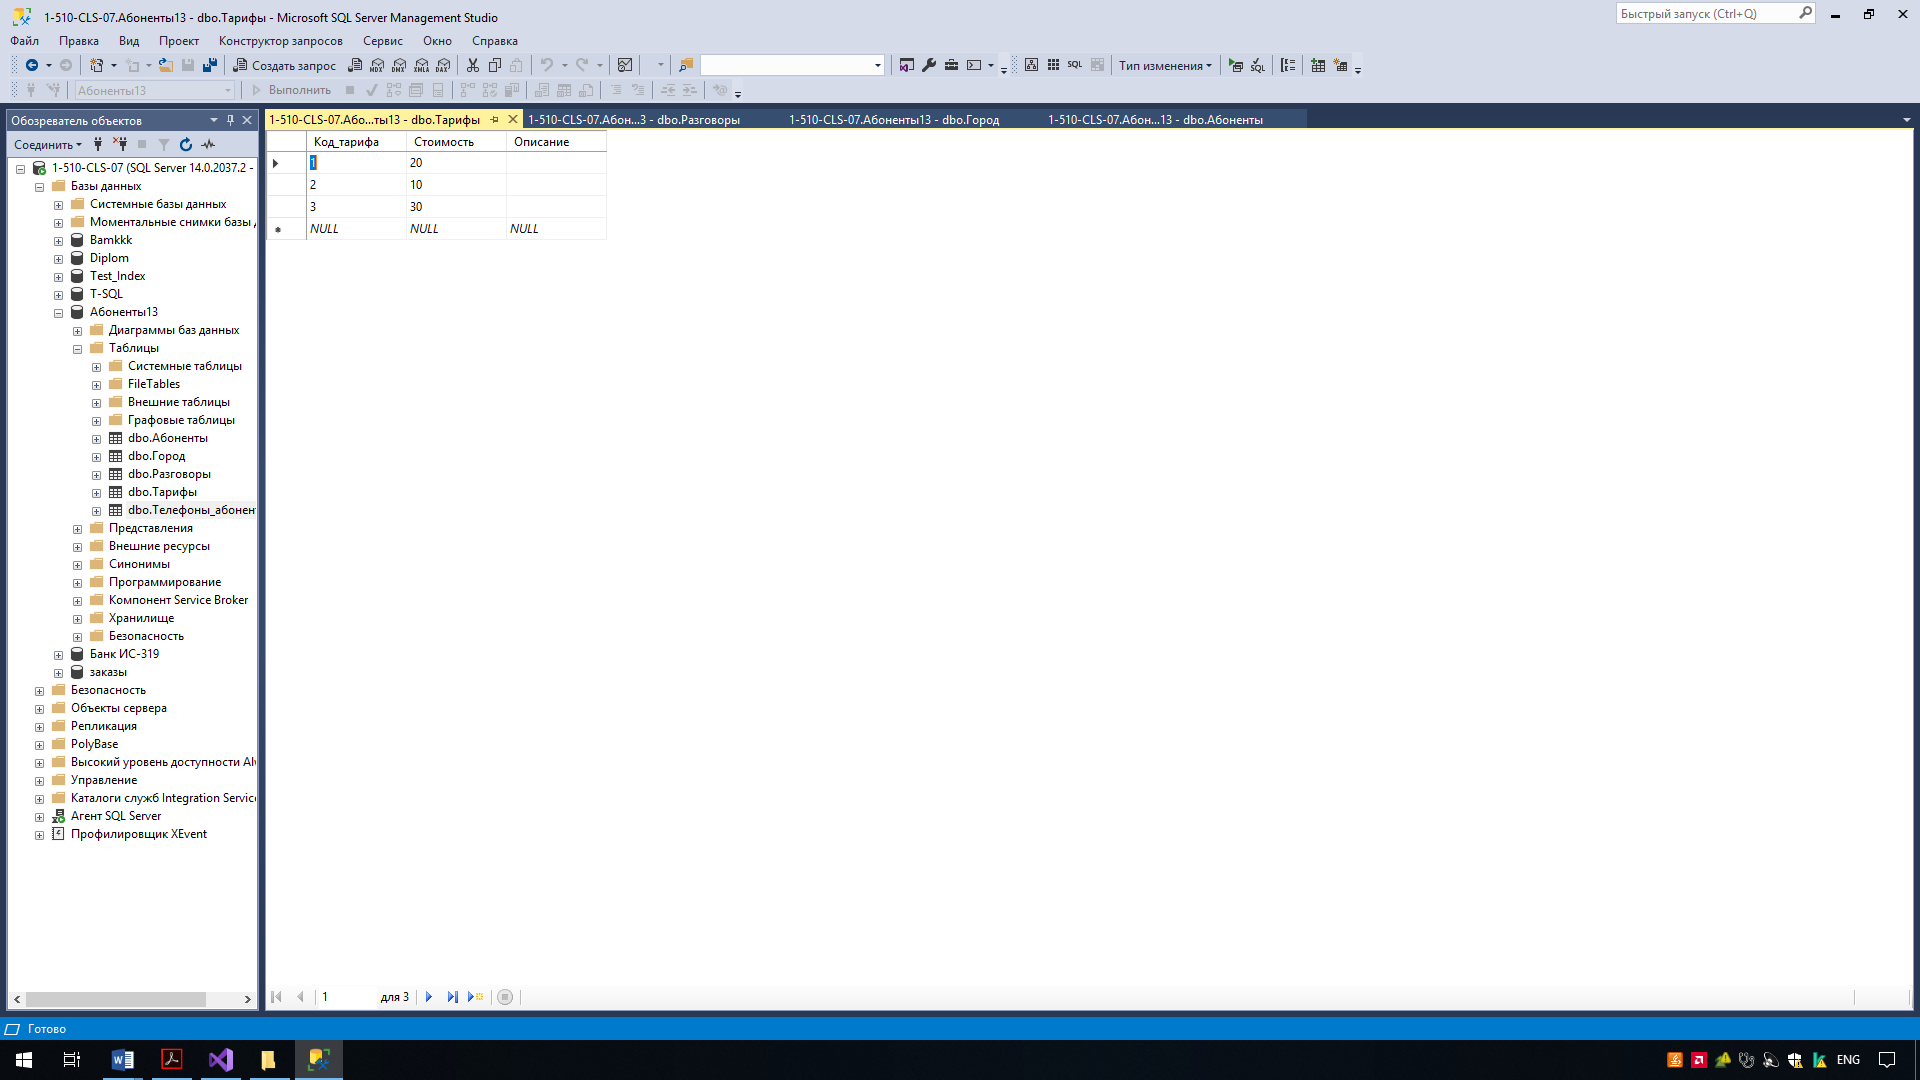 1-510-CLS-07.Абоненты13 - dbo.Тарифы - Microsoft SQL Server Management Studio
Быстрый запуск (Ctrl+Q)
Файл Правка Вид Проект Конструктор запросов Сервис Окно Справка
Создать запрос MDX DMX XMLA DAX SQL Тип изменения
Абоненты13 Выполнить
Обозреватель объектов
Соединить
1-510-CLS-07 (SQL Server 14.0.2037.2 -
Базы данных
Системные базы данных
Моментальные снимки базы
Bamkkk
Diplom
Test_Index
T-SQL
Абоненты13
Диаграммы баз данных
Таблицы
Системные таблицы
FileTables
Внешние таблицы
Графовые таблицы
dbo.Абоненты
dbo.Город
dbo.Разговоры
dbo.Тарифы
dbo.Телефоны_абонен
Представления
Внешние ресурсы
Синонимы
Программирование
Компонент Service Broker
Хранилище
Безопасность
Банк ИС-319
заказы
Безопасность
Объекты сервера
Репликация
PolyBase
Высокий уровень доступности Al
Управление
Каталоги служб Integration Service
Агент SQL Server
Профилировщик XEvent
1-510-CLS-07.Або...ты13 - dbo.Тарифы 1-510-CLS-07.Абон...3 - dbo.Разговоры 1-510-CLS-07.Абоненты13 - dbo.Город 1-510-CLS-07.Абон...13 - dbo.Абоненты
Код_тарифа Стоимость Описание
1 20
2 10
3 30
NULL NULL NULL
1 для 3
Готово
ENG